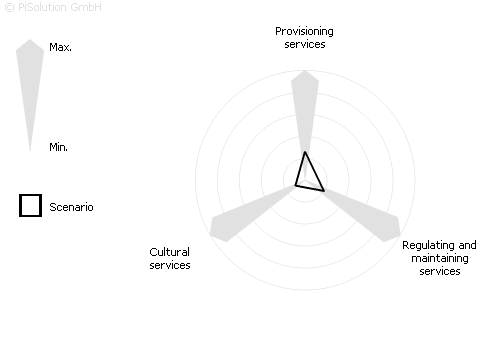 © PiSolution GmbH
Provisioning
services
Max.
Min.
Scenario
Cultural
services
Regulating and
maintaining
services